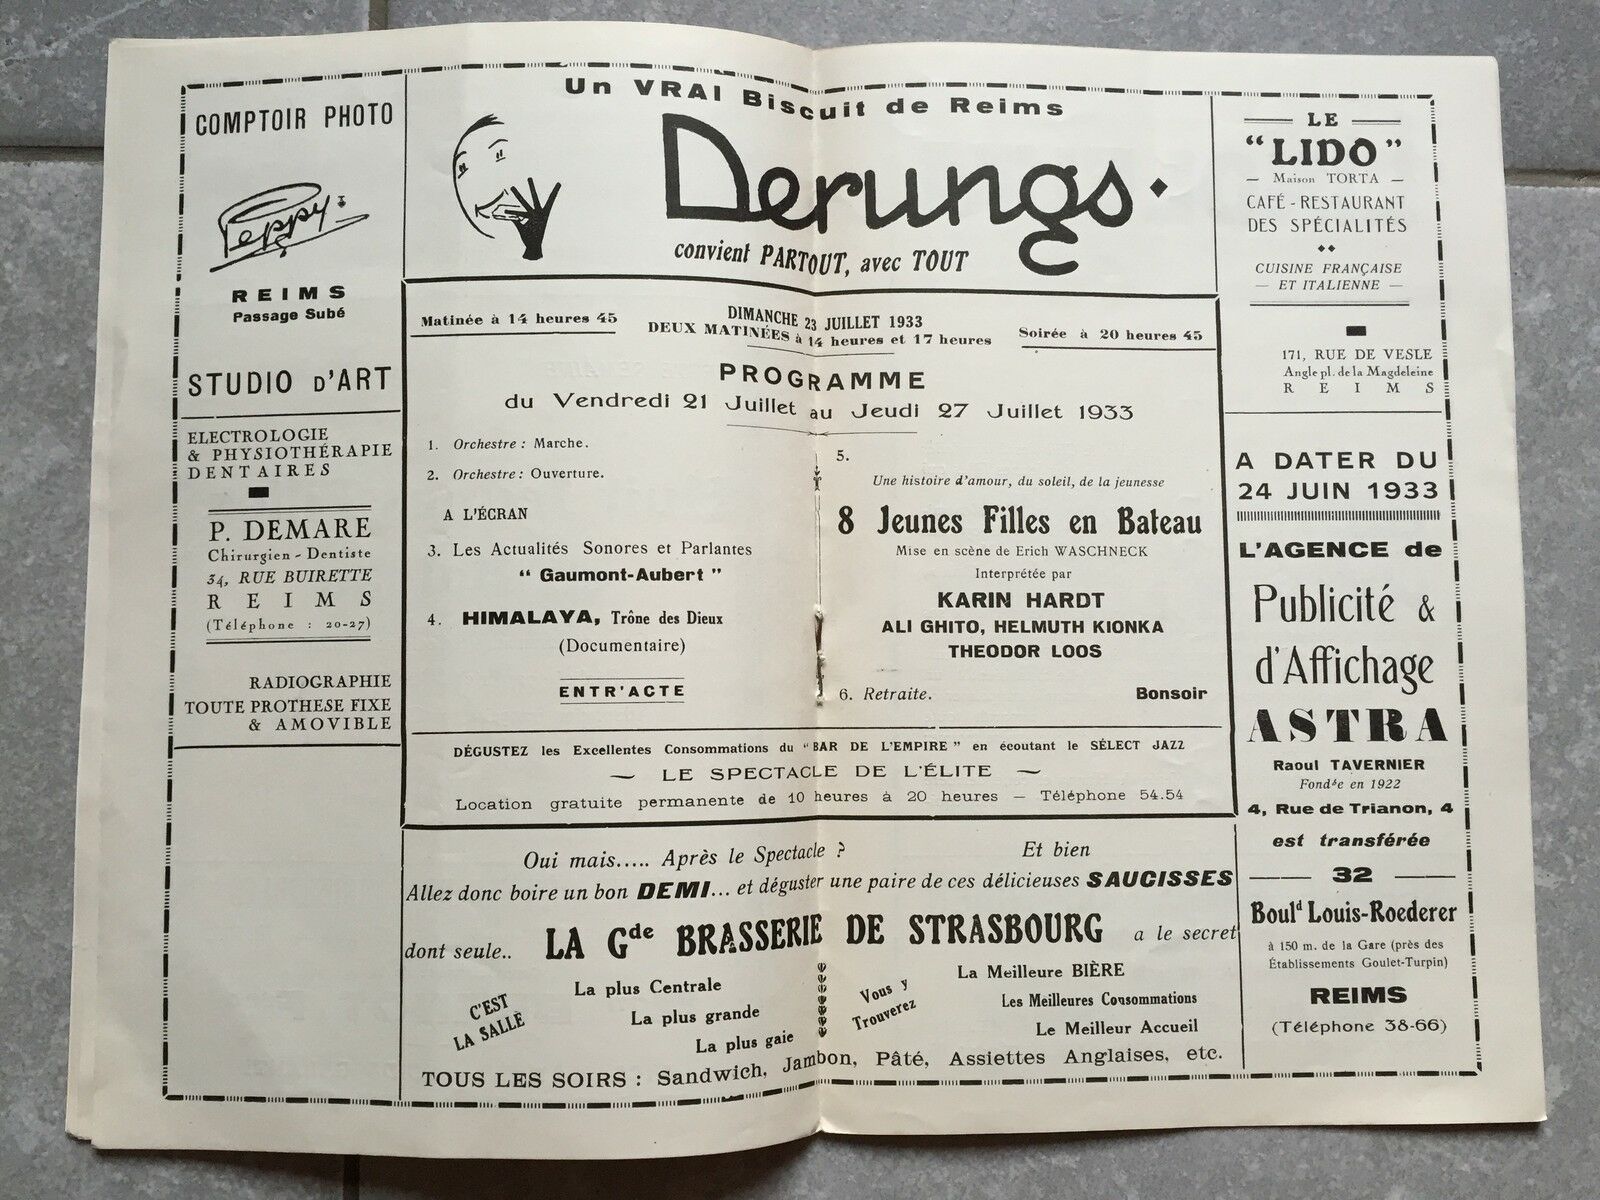 COMPTOIR PHOTO
Peppy
REIMS
Passage Subé
STUDIO D'ART
ELECTROLOGIE
& PHYSIOTHÉRAPIE
DENTAIRES
P. DEMARE
Chirurgien - Dentiste
34, RUE BUIRETTE
REIMS
(Téléphone : 20-27)
RADIOGRAPHIE
TOUTE PROTHESE FIXE
& AMOVIBLE
Un VRAI Biscuit de Reims
Derungs
convient PARTOUT, avec TOUT
Matinée à 14 heures 45
DIMANCHE 23 JUILLET 1933
DEUX MATINÉES à 14 heures et 17 heures
Soirée à 20 heures 45
PROGRAMME
du Vendredi 21 Juillet au Jeudi 27 Juillet 1933
1. Orchestre : Marche.
2. Orchestre : Ouverture.
A L'ÉCRAN
3. Les Actualités Sonores et Parlantes
" Gaumont-Aubert "
4. HIMALAYA, Trône des Dieux
(Documentaire)
ENTR'ACTE
5.
Une histoire d'amour, du soleil, de la jeunesse
8 Jeunes Filles en Bateau
Mise en scène de Erich WASCHNECK
Interprétée par
KARIN HARDT
ALI GHITO, HELMUTH KIONKA
THEODOR LOOS
6. Retraite. Bonsoir
DÉGUSTEZ les Excellentes Consommations du " BAR DE L'EMPIRE " en écoutant le SÉLECT JAZZ
— LE SPECTACLE DE L'ÉLITE —
Location gratuite permanente de 10 heures à 20 heures — Téléphone 54.54
Oui mais..... Après le Spectacle ? Et bien
Allez donc boire un bon DEMI... et déguster une paire de ces délicieuses SAUCISSES
dont seule.. LA Gde BRASSERIE DE STRASBOURG a le secret
C'EST
LA SALLE
La plus Centrale
La plus grande
La plus gaie
Vous y
Trouverez
La Meilleure BIÈRE
Les Meilleures Consommations
Le Meilleur Accueil
TOUS LES SOIRS : Sandwich, Jambon, Pâté, Assiettes Anglaises, etc.
LE
"LIDO"
— Maison TORTA —
CAFÉ - RESTAURANT
DES SPÉCIALITÉS
CUISINE FRANÇAISE
— ET ITALIENNE —
171, RUE DE VESLE
Angle pl. de la Magdeleine
REIMS
A DATER DU
24 JUIN 1933
L'AGENCE de
Publicité &
d'Affichage
ASTRA
Raoul TAVERNIER
Fondée en 1922
4, Rue de Trianon, 4
est transférée
— 32 —
Bould Louis-Roederer
à 150 m. de la Gare (près des
Établissements Goulet-Turpin)
REIMS
(Téléphone 38-66)